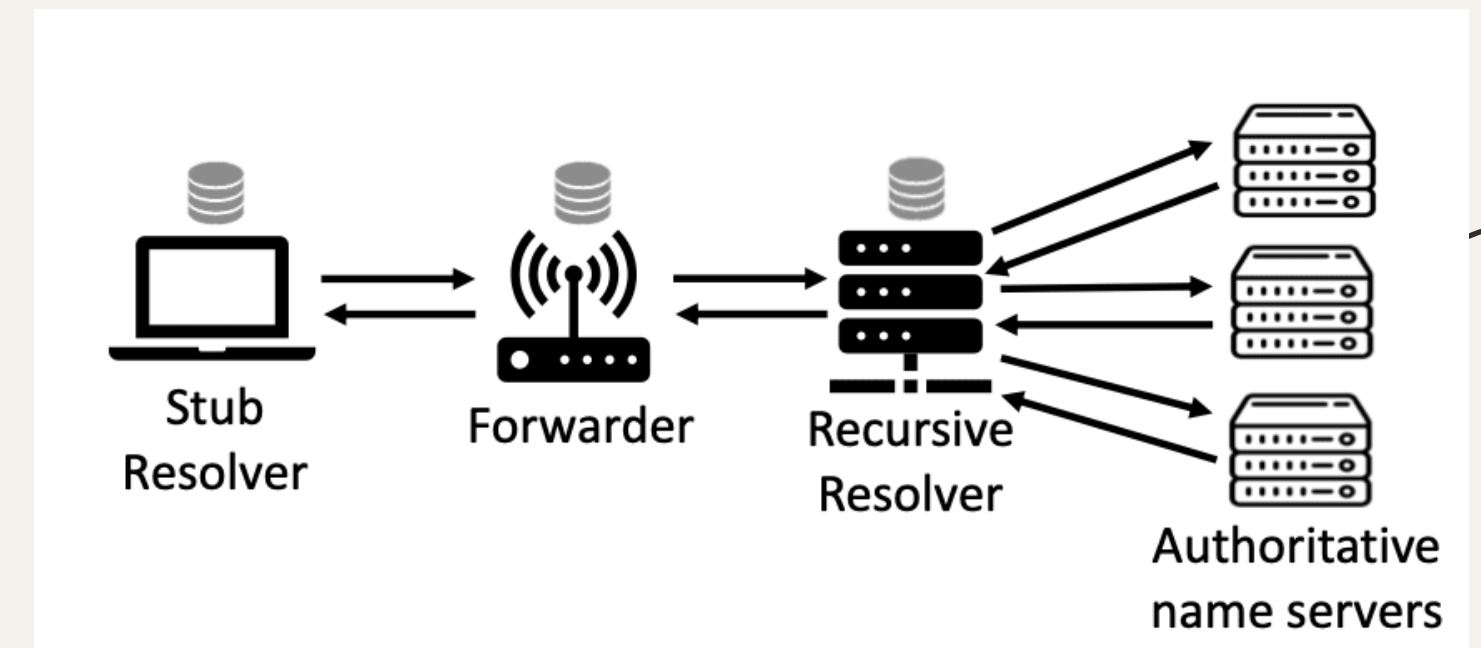 Stub
Resolver
Forwarder
Recursive
Resolver
Authoritative
name servers